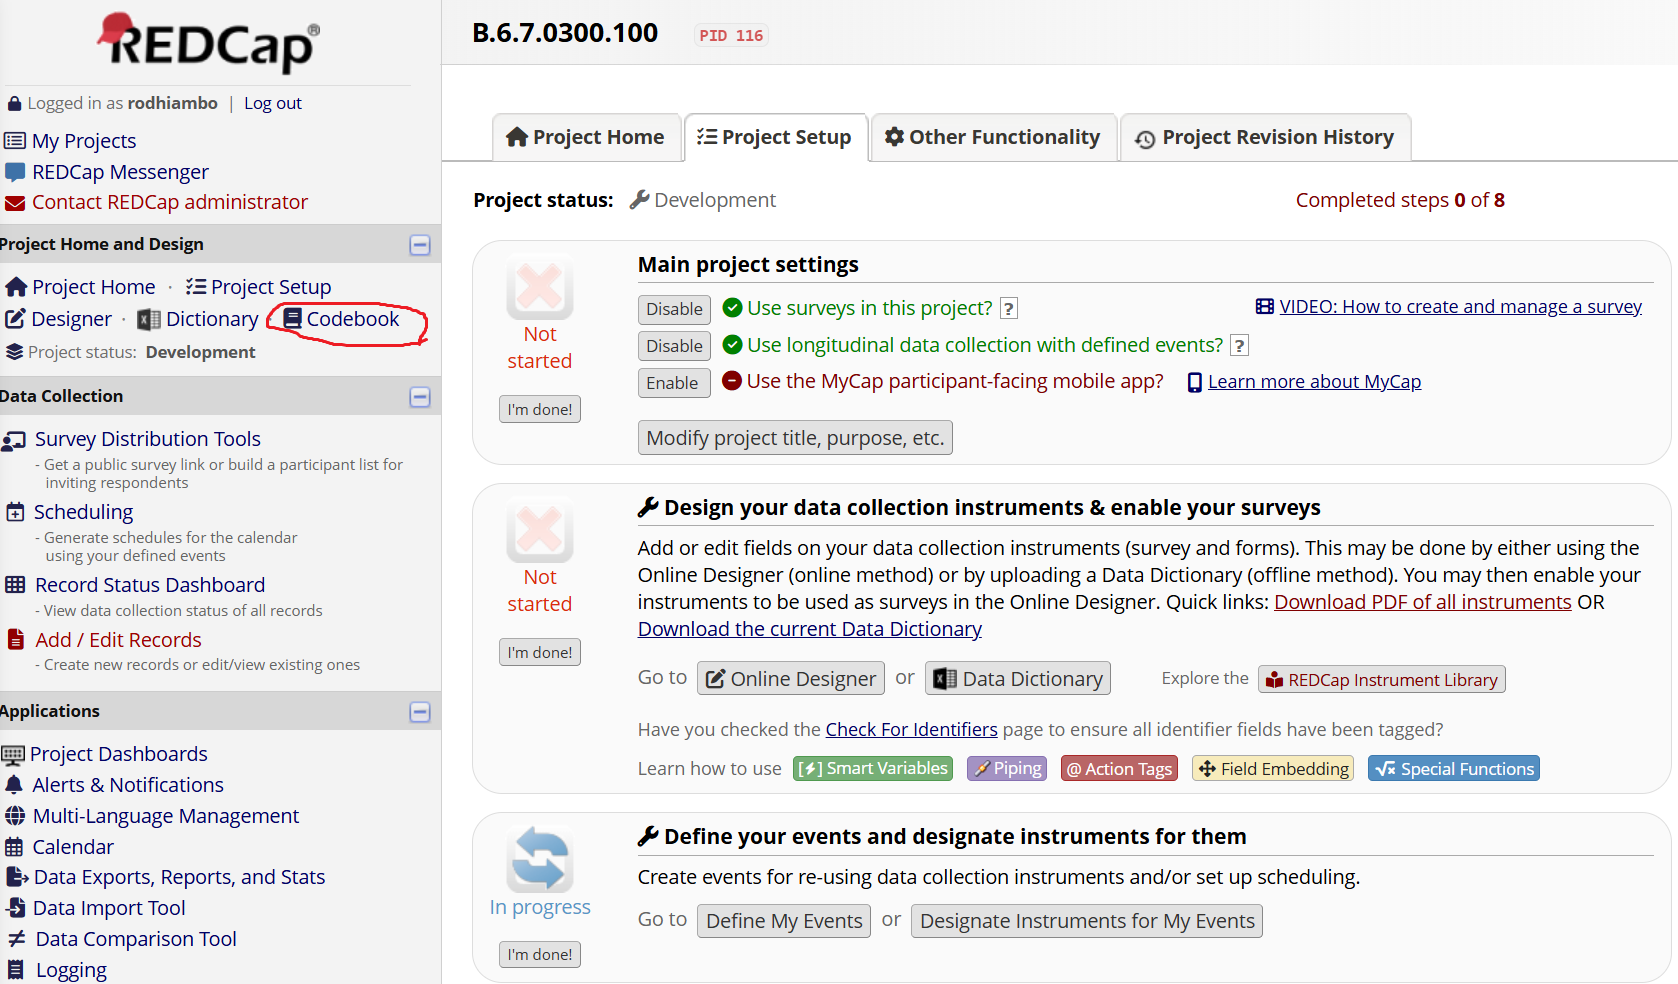 REDCap®
Logged in as rodhiambo | Log out
My Projects
REDCap Messenger
Contact REDCap administrator
Project Home and Design
Project Home · Project Setup
Designer · Dictionary · Codebook
Project status: Development
Data Collection
Survey Distribution Tools
- Get a public survey link or build a participant list for
inviting respondents
Scheduling
- Generate schedules for the calendar
using your defined events
Record Status Dashboard
- View data collection status of all records
Add / Edit Records
- Create new records or edit/view existing ones
Applications
Project Dashboards
Alerts & Notifications
Multi-Language Management
Calendar
Data Exports, Reports, and Stats
Data Import Tool
Data Comparison Tool
Logging
B.6.7.0300.100 PID 116
Project Home Project Setup Other Functionality Project Revision History
Project status: Development Completed steps 0 of 8
Not
started
I'm done!
Main project settings
Disable Use surveys in this project? ? VIDEO: How to create and manage a survey
Disable Use longitudinal data collection with defined events? ?
Enable Use the MyCap participant-facing mobile app? Learn more about MyCap
Modify project title, purpose, etc.
Not
started
I'm done!
Design your data collection instruments & enable your surveys
Add or edit fields on your data collection instruments (survey and forms). This may be done by either using the
Online Designer (online method) or by uploading a Data Dictionary (offline method). You may then enable your
instruments to be used as surveys in the Online Designer. Quick links: Download PDF of all instruments OR
Download the current Data Dictionary
Go to Online Designer or Data Dictionary Explore the REDCap Instrument Library
Have you checked the Check For Identifiers page to ensure all identifier fields have been tagged?
Learn how to use [⚡] Smart Variables Piping @ Action Tags Field Embedding √x Special Functions
In progress
I'm done!
Define your events and designate instruments for them
Create events for re-using data collection instruments and/or set up scheduling.
Go to Define My Events or Designate Instruments for My Events